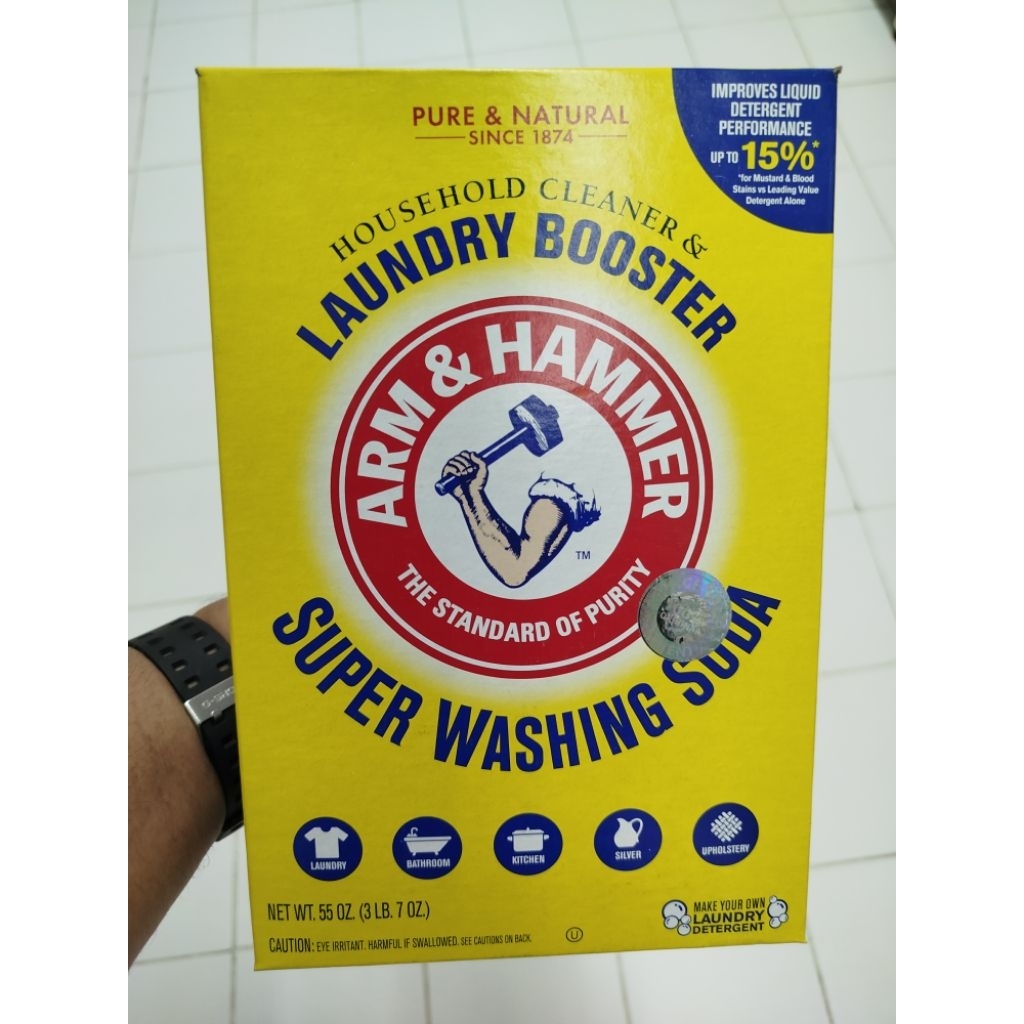 PURE & NATURAL
SINCE 1874
IMPROVES LIQUID
DETERGENT
PERFORMANCE
UP TO 15%*
*for Mustard & Blood
Stains vs Leading Value
Detergent Alone
HOUSEHOLD CLEANER &
LAUNDRY BOOSTER
ARM & HAMMER
TM
THE STANDARD OF PURITY
SUPER WASHING SODA
LAUNDRY
BATHROOM
KITCHEN
SILVER
UPHOLSTERY
NET WT. 55 OZ. (3 LB. 7 OZ.)
CAUTION: EYE IRRITANT. HARMFUL IF SWALLOWED. SEE CAUTIONS ON BACK.
U
MAKE YOUR OWN
LAUNDRY
DETERGENT
G-SHOCK